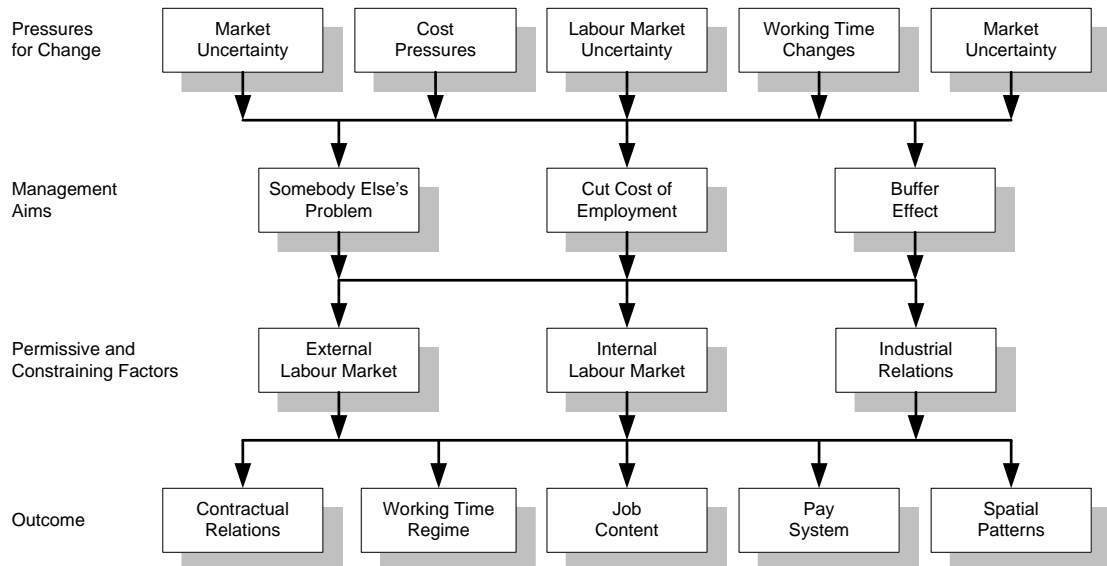 Pressures
for Change
Market
Uncertainty
Cost
Pressures
Labour Market
Uncertainty
Working Time
Changes
Market
Uncertainty
Management
Aims
Somebody Else's
Problem
Cut Cost of
Employment
Buffer
Effect
Permissive and
Constraining Factors
External
Labour Market
Internal
Labour Market
Industrial
Relations
Outcome
Contractual
Relations
Working Time
Regime
Job
Content
Pay
System
Spatial
Patterns